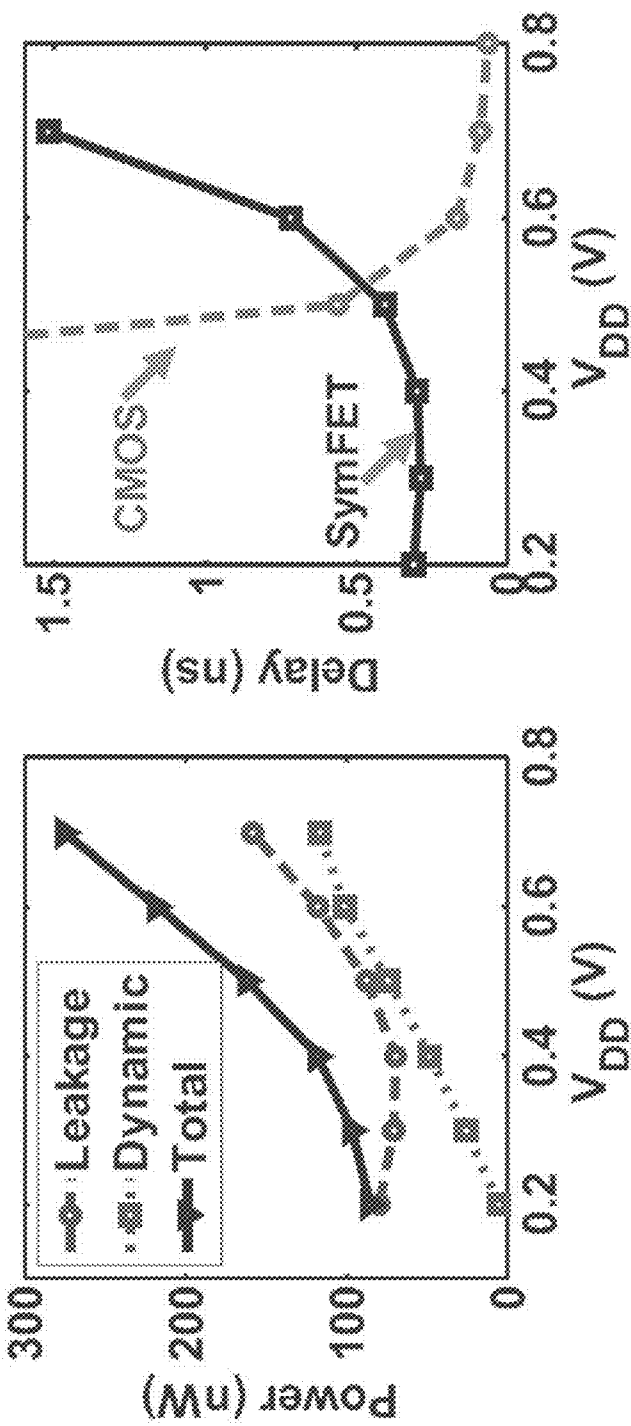 Power (nW)
300
200
100
0
Leakage
Dynamic
Total
0.2
0.4
0.6
0.8
V_DD (V)
Delay (ns)
1.5
1
0.5
0
CMOS
SymFET
0.2
0.4
0.6
0.8
V_DD (V)